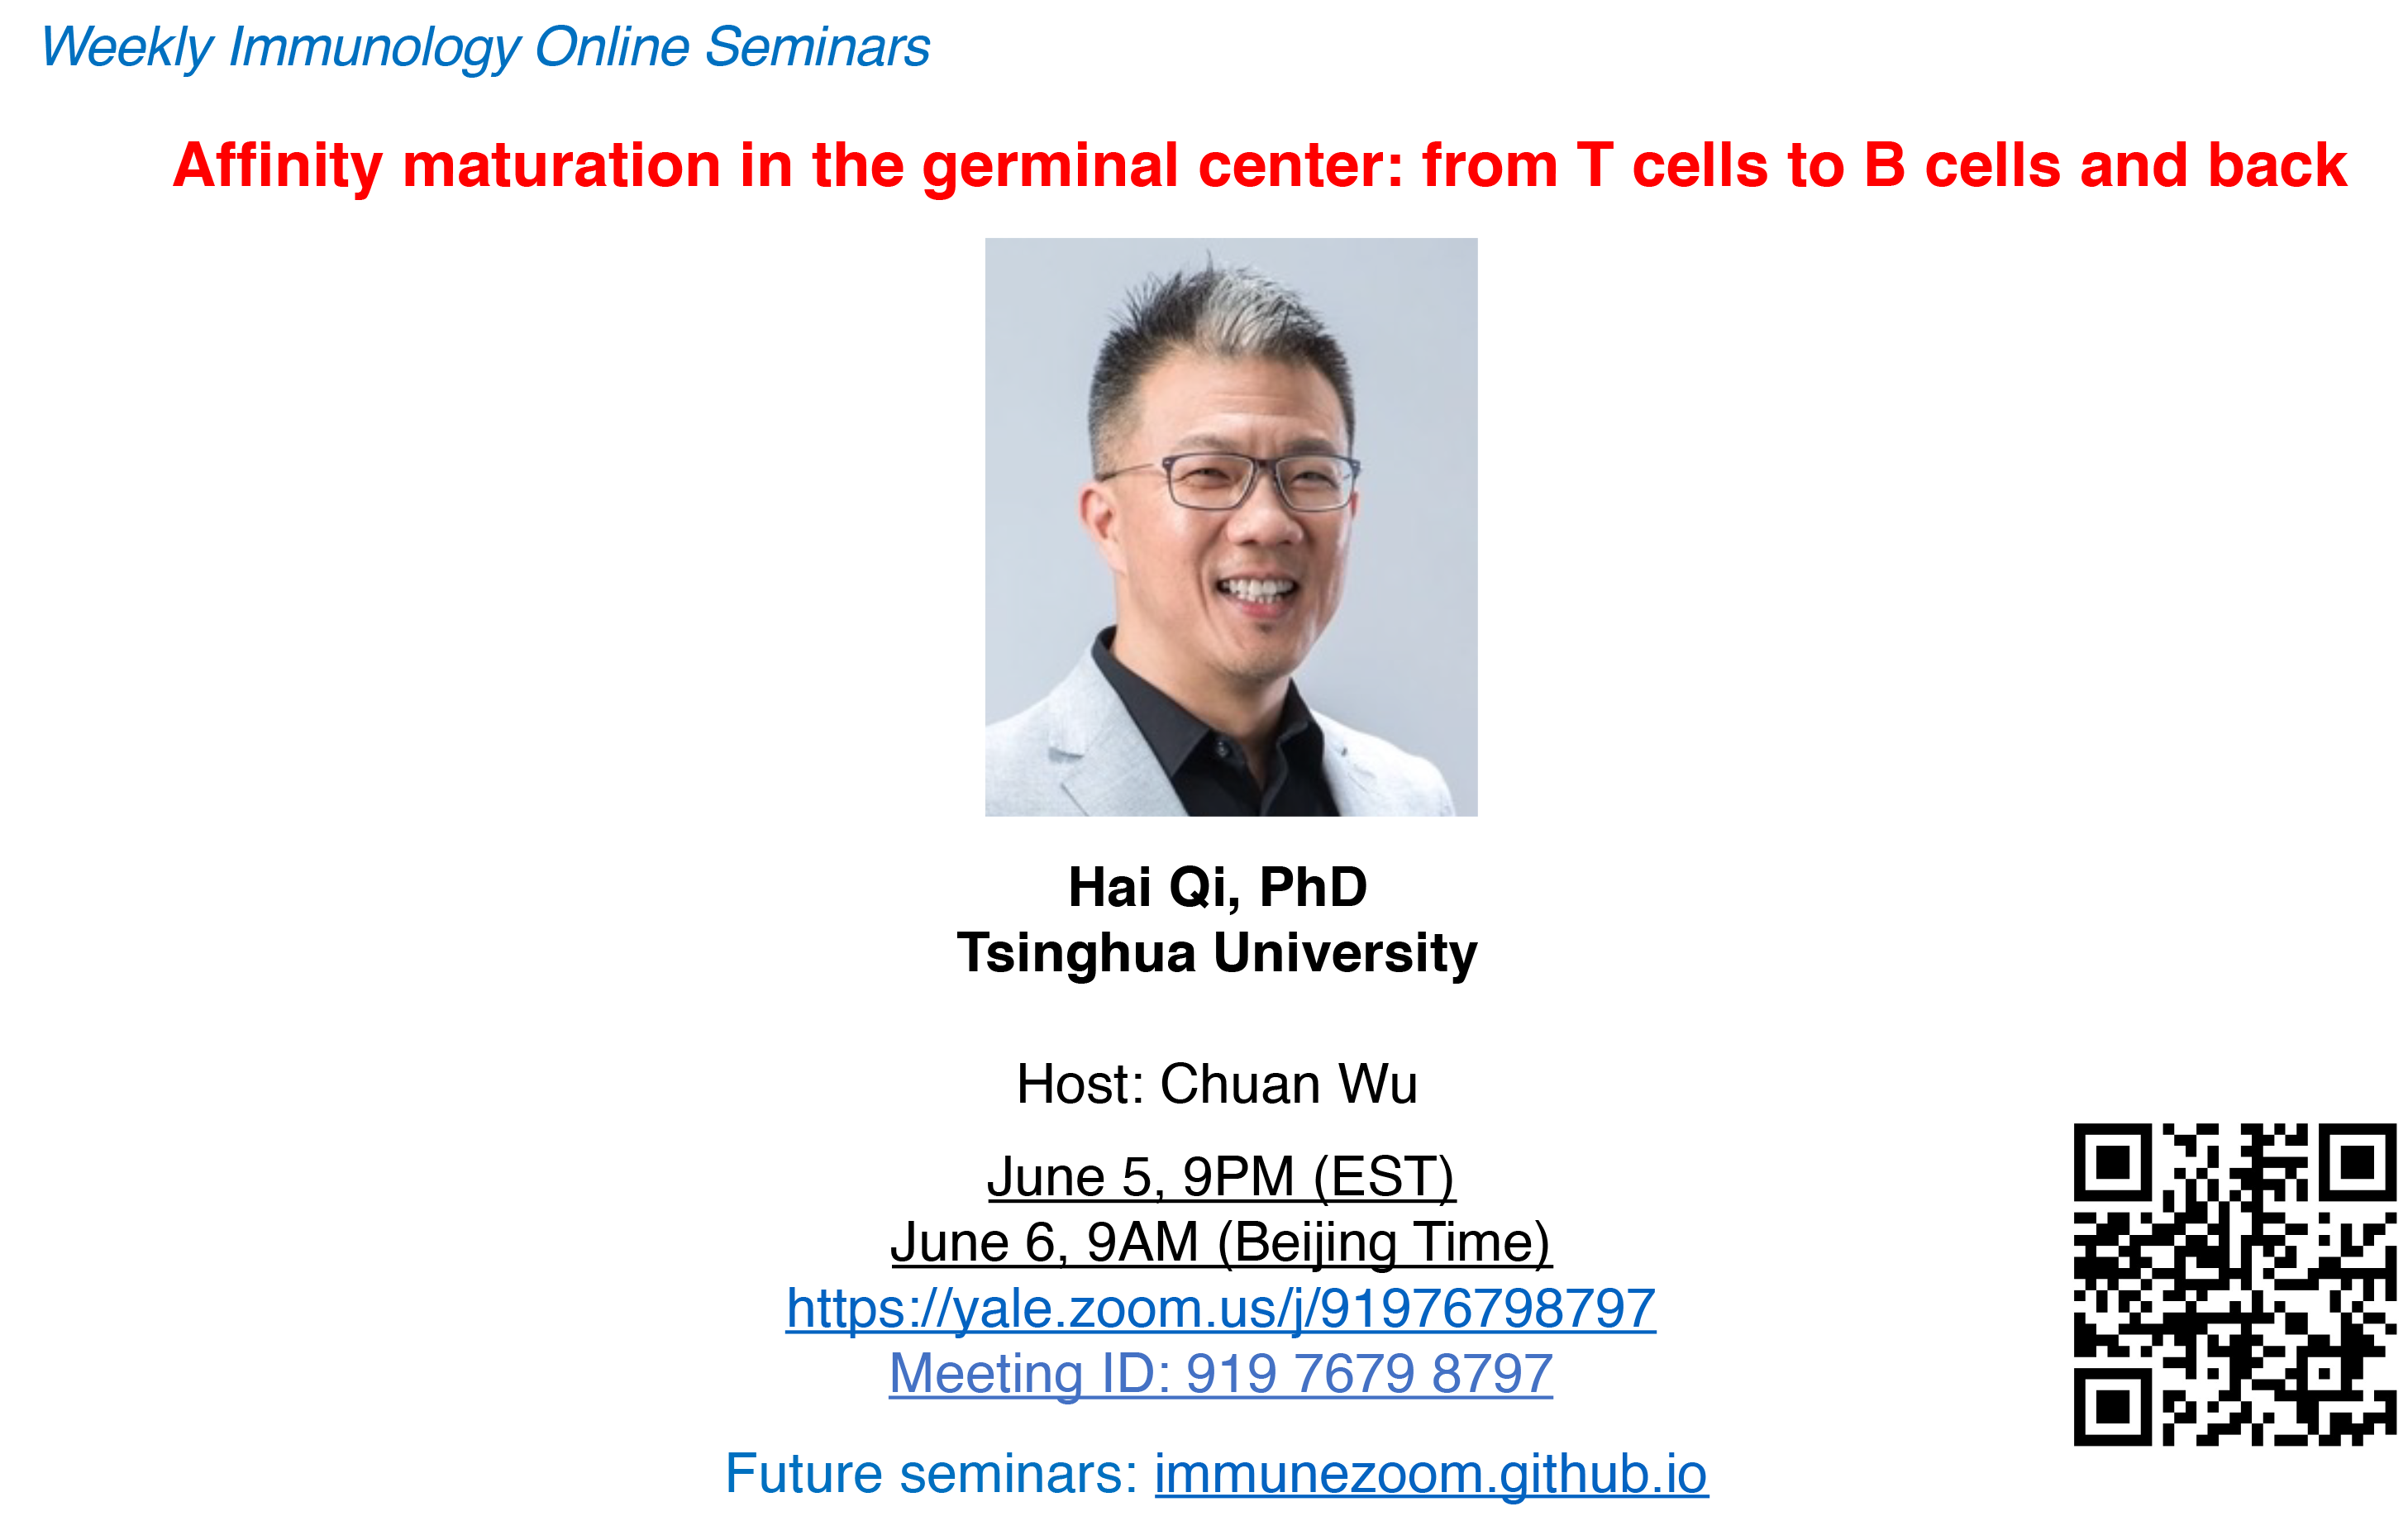 Weekly Immunology Online Seminars
Affinity maturation in the germinal center: from T cells to B cells and back
Hai Qi, PhD
Tsinghua University
Host: Chuan Wu
June 5, 9PM (EST)
June 6, 9AM (Beijing Time)
https://yale.zoom.us/j/91976798797
Meeting ID: 919 7679 8797
Future seminars: immunezoom.github.io